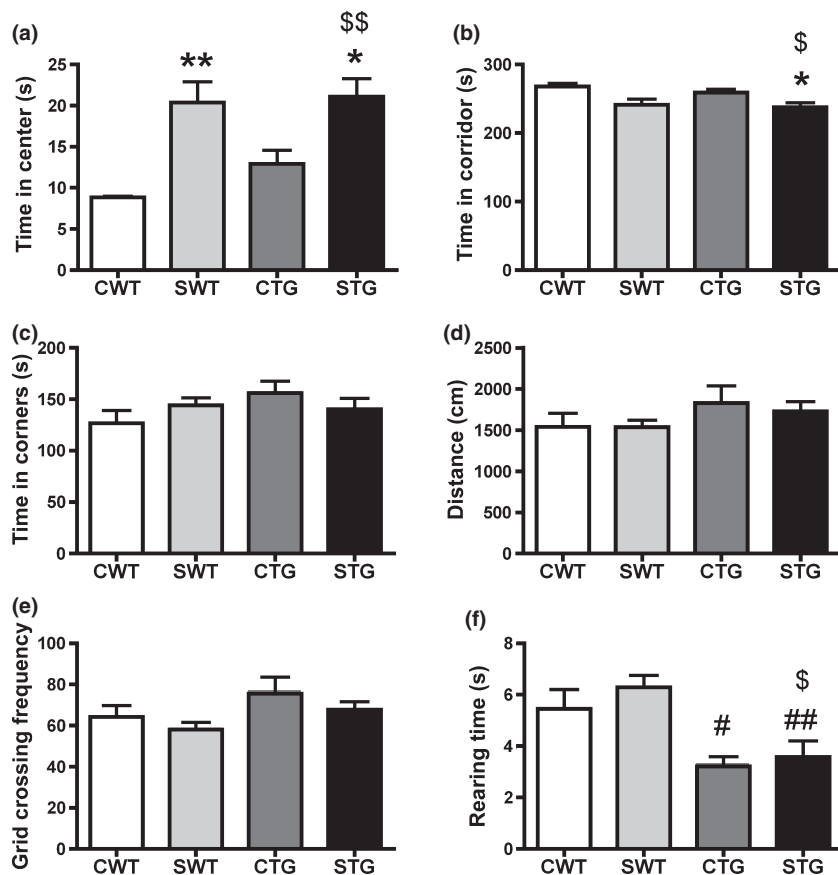 (a)
Time in center (s)
25
20
15
10
5
0
**
$$
*
CWT SWT CTG STG
(b)
Time in corridor (s)
300
200
100
0
$
*
CWT SWT CTG STG
(c)
Time in corners (s)
200
150
100
50
0
CWT SWT CTG STG
(d)
Distance (cm)
2500
2000
1500
1000
500
0
CWT SWT CTG STG
(e)
Grid crossing frequency
100
80
60
40
20
0
CWT SWT CTG STG
(f)
Rearing time (s)
8
6
4
2
0
#
$
##
CWT SWT CTG STG